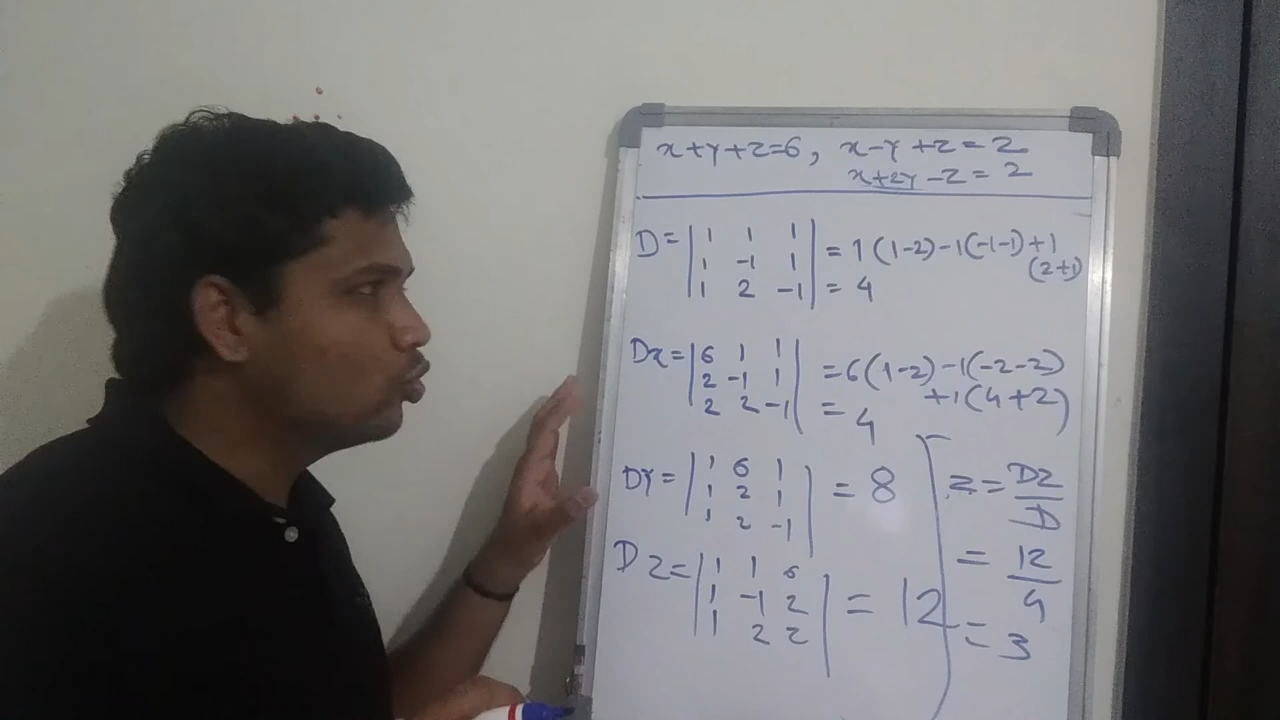 x+y+z=6, x-y+z=2
x+2y-z=2
D= | 1 1 1 | = 1(1-2)-1(-1-1)+1
| 1 -1 1 | (2+1)
| 1 2 -1 | = 4
Dx= | 6 1 1 | =6(1-2)-1(-2-2)
| 2 -1 1 | +1(4+2)
| 2 2 -1 | = 4
Dy= | 1 6 1 | = 8
| 1 2 1 |
| 1 2 -1 |
Dz= | 1 1 6 | = 12
| 1 -1 2 |
| 1 2 2 |
z = Dz/D
= 12/4
= 3